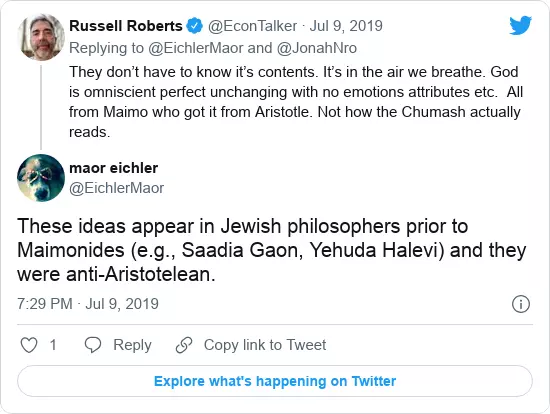 Russell Roberts @EconTalker · Jul 9, 2019
Replying to @EichlerMaor and @JonahNro
They don’t have to know it’s contents. It’s in the air we breathe. God
is omniscient perfect unchanging with no emotions attributes etc.  All
from Maimo who got it from Aristotle. Not how the Chumash actually
reads.
maor eichler
@EichlerMaor
These ideas appear in Jewish philosophers prior to
Maimonides (e.g., Saadia Gaon, Yehuda Halevi) and they
were anti-Aristotelean.
7:29 PM · Jul 9, 2019
1 Reply Copy link to Tweet
Explore what's happening on Twitter